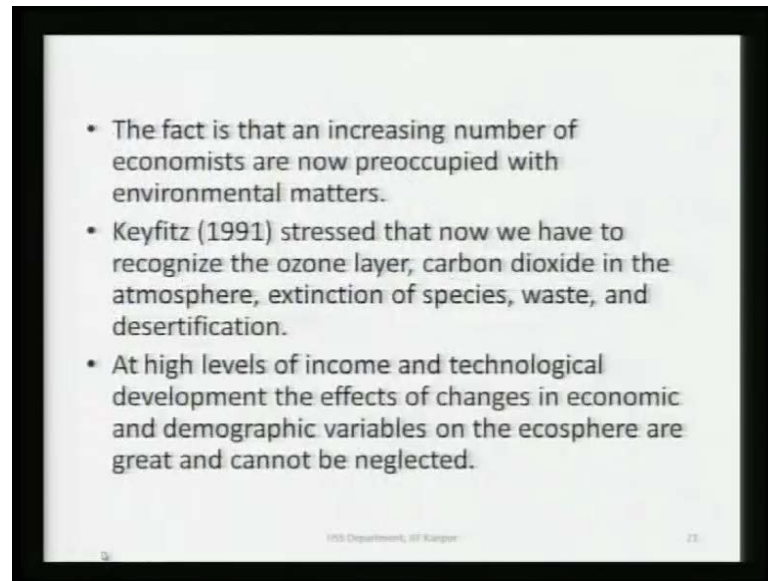 • The fact is that an increasing number of
economists are now preoccupied with
environmental matters.
• Keyfitz (1991) stressed that now we have to
recognize the ozone layer, carbon dioxide in the
atmosphere, extinction of species, waste, and
desertification.
• At high levels of income and technological
development the effects of changes in economic
and demographic variables on the ecosphere are
great and cannot be neglected.
HSS Department, IIT Kanpur